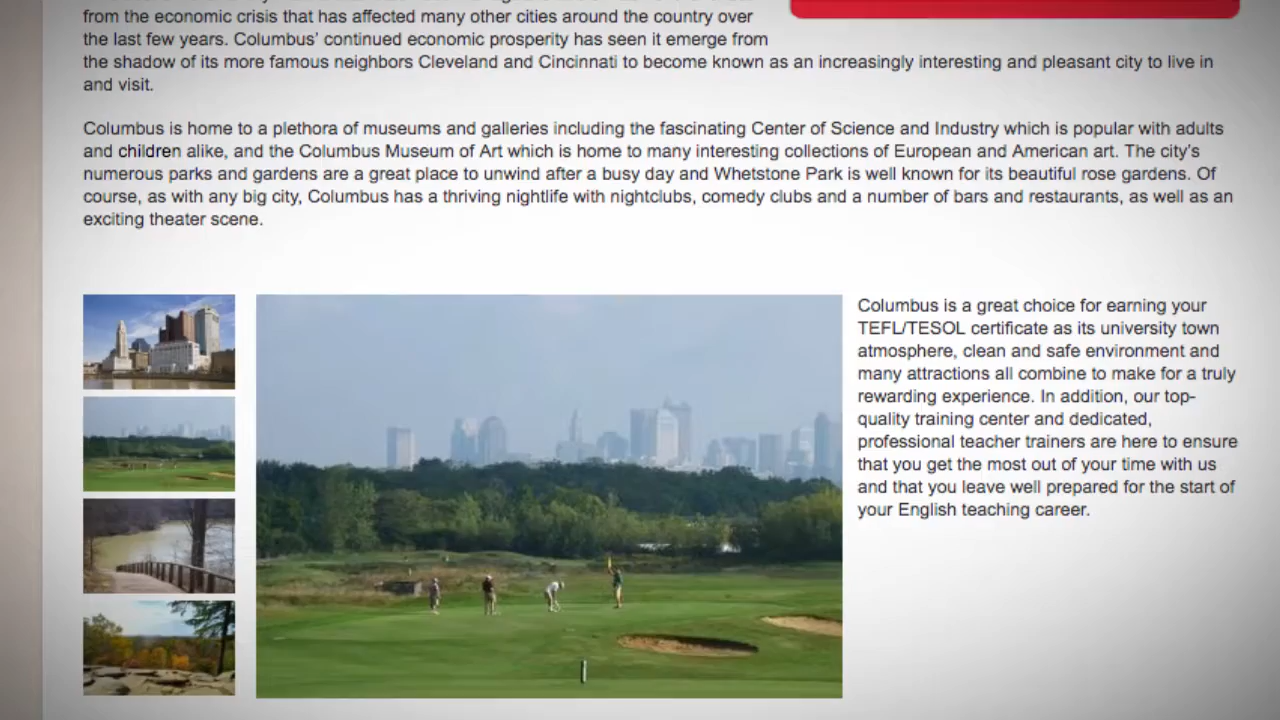 from the economic crisis that has affected many other cities around the country over
the last few years. Columbus’ continued economic prosperity has seen it emerge from
the shadow of its more famous neighbors Cleveland and Cincinnati to become known as an increasingly interesting and pleasant city to live in
and visit.
Columbus is home to a plethora of museums and galleries including the fascinating Center of Science and Industry which is popular with adults
and children alike, and the Columbus Museum of Art which is home to many interesting collections of European and American art. The city’s
numerous parks and gardens are a great place to unwind after a busy day and Whetstone Park is well known for its beautiful rose gardens. Of
course, as with any big city, Columbus has a thriving nightlife with nightclubs, comedy clubs and a number of bars and restaurants, as well as an
exciting theater scene.
Columbus is a great choice for earning your
TEFL/TESOL certificate as its university town
atmosphere, clean and safe environment and
many attractions all combine to make for a truly
rewarding experience. In addition, our top-
quality training center and dedicated,
professional teacher trainers are here to ensure
that you get the most out of your time with us
and that you leave well prepared for the start of
your English teaching career.